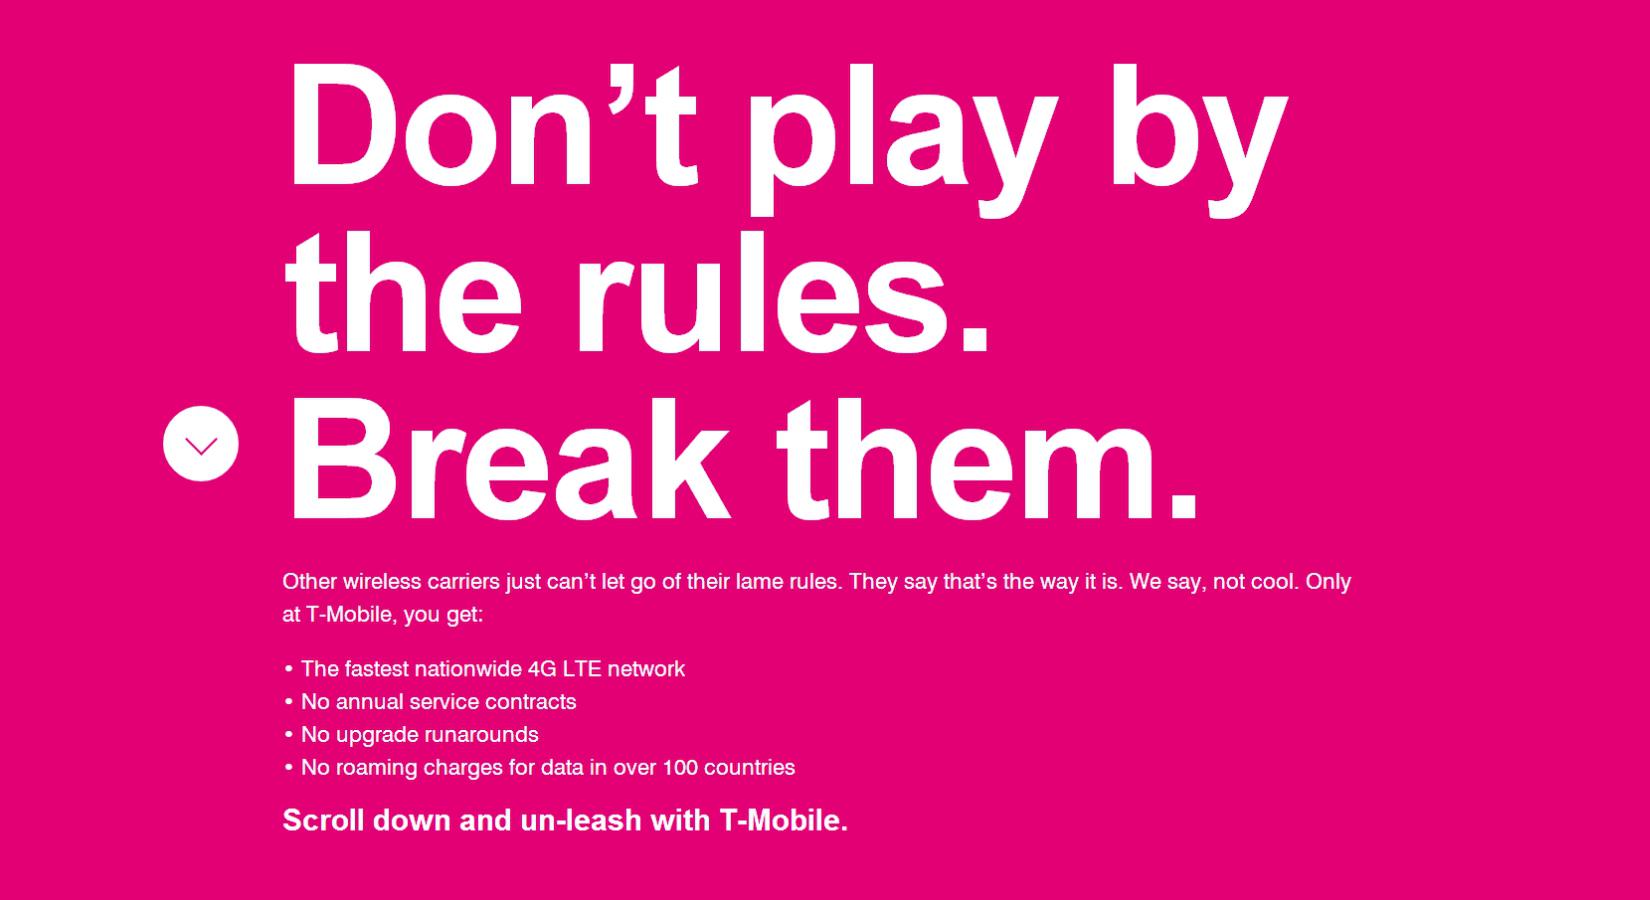 Don’t play by
the rules.
Break them.
Other wireless carriers just can’t let go of their lame rules. They say that’s the way it is. We say, not cool. Only
at T-Mobile, you get:
• The fastest nationwide 4G LTE network
• No annual service contracts
• No upgrade runarounds
• No roaming charges for data in over 100 countries
Scroll down and un-leash with T-Mobile.